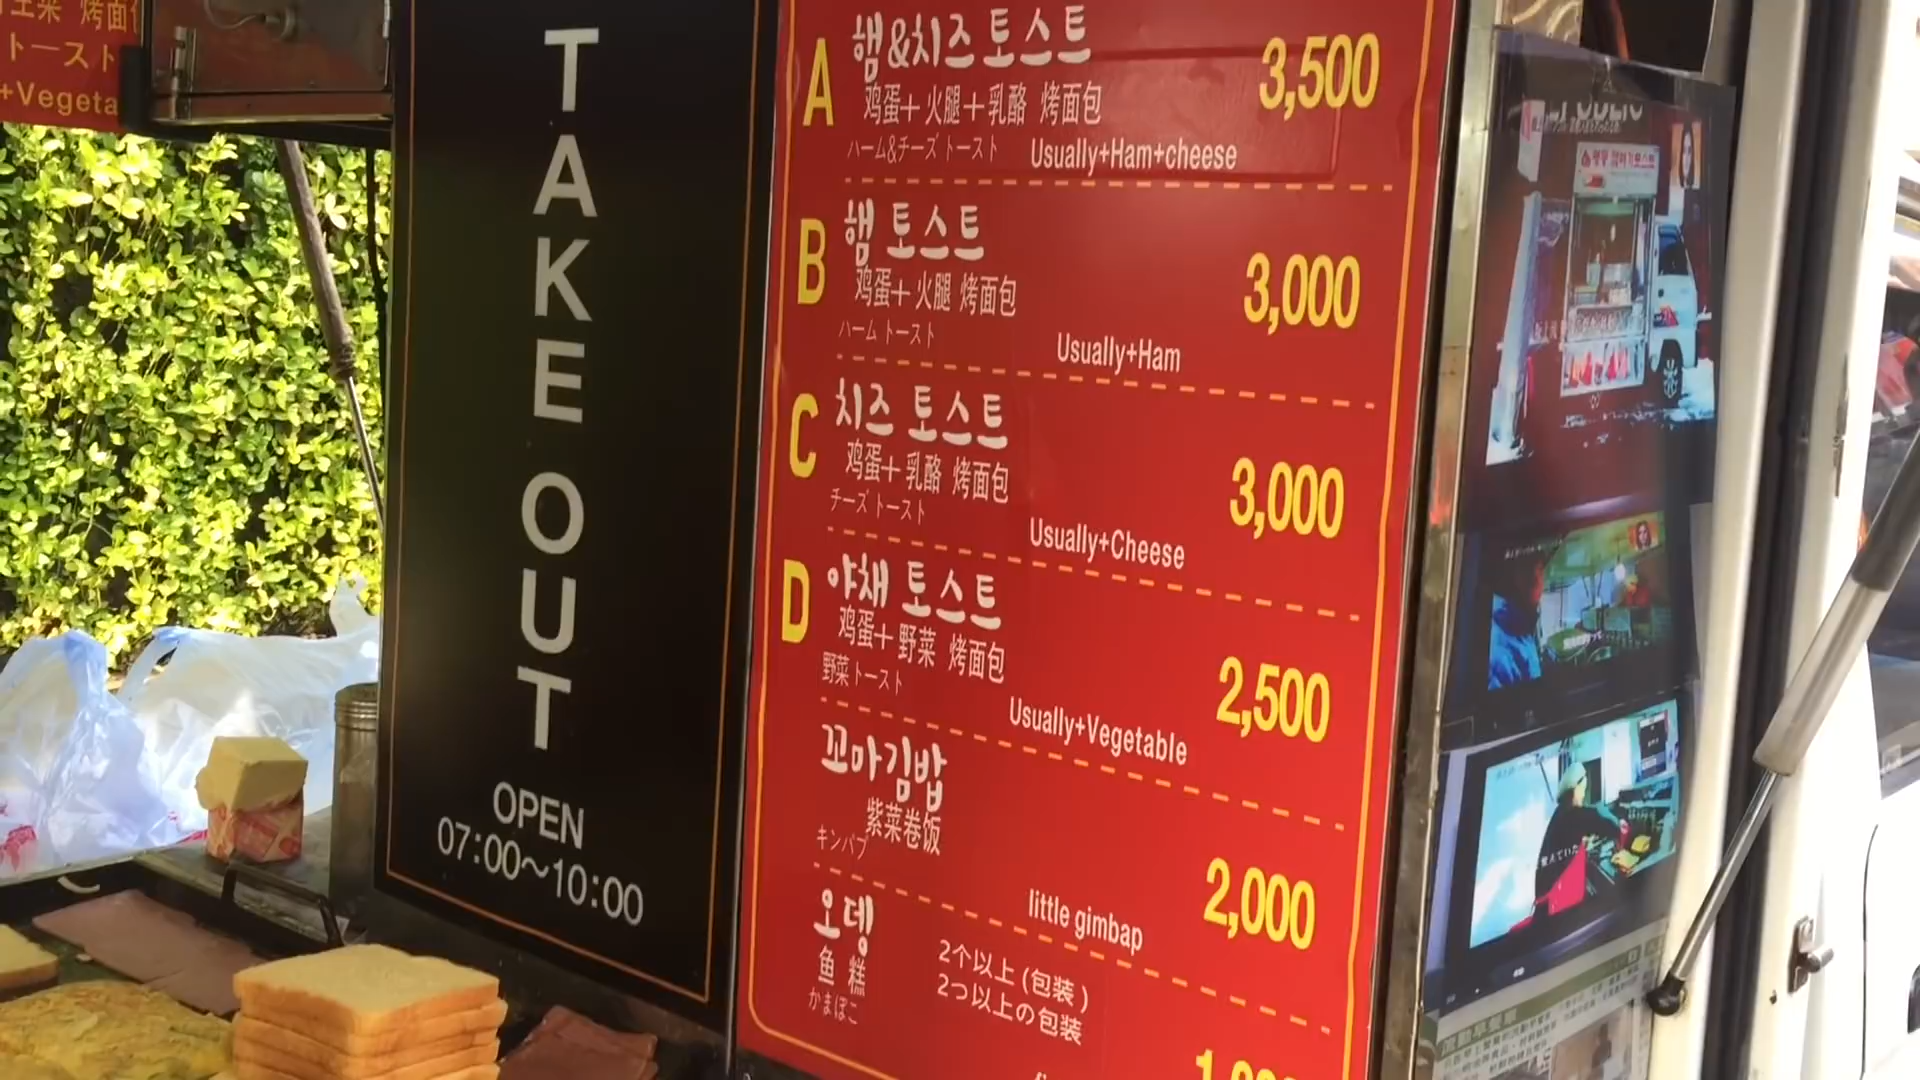 烤面
トースト
+Vegeta
TAKE OUT
OPEN
07:00~10:00
A 햄&치즈 토스트 3,500
鸡蛋+火腿+乳酪 烤面包
ハーム&チーズ トースト Usually+Ham+cheese
B 햄 토스트 3,000
鸡蛋+火腿 烤面包
ハーム トースト Usually+Ham
C 치즈 토스트 3,000
鸡蛋+乳酪 烤面包
チーズ トースト Usually+Cheese
D 야채 토스트 2,500
鸡蛋+野菜 烤面包
野菜トースト Usually+Vegetable
꼬마김밥 2,000
紫菜卷饭
キンパブ little gimbap
오뎅
鱼糕 2个以上(包装)
かまぼこ 2つ以上の包装